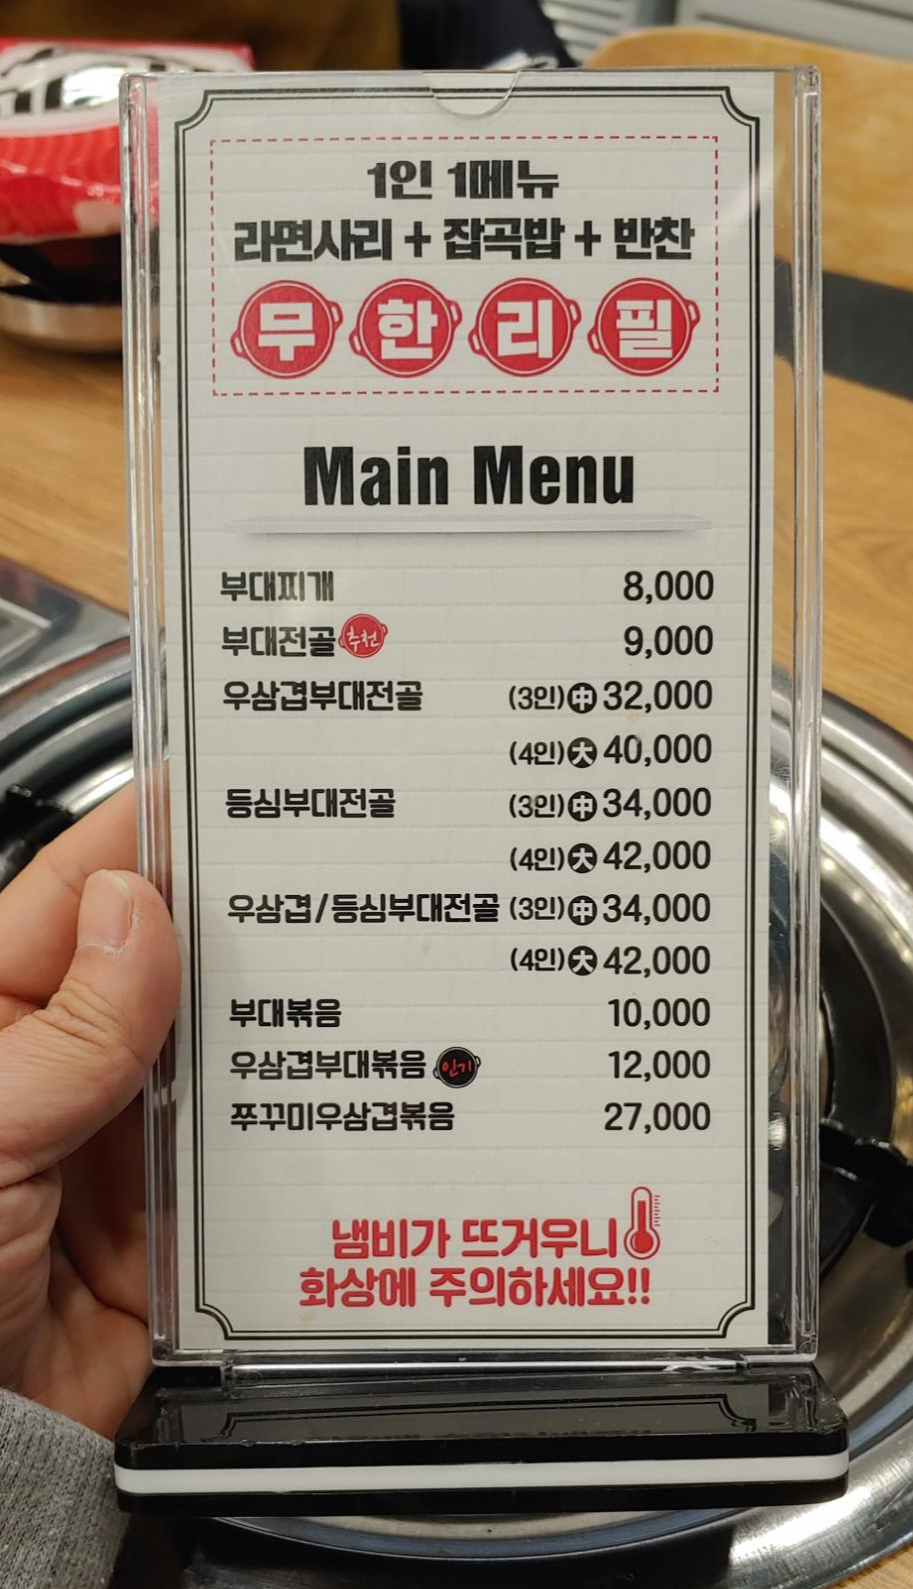 1인 1메뉴
라면사리 + 잡곡밥 + 반찬
무한리필
Main Menu
부대찌개 8,000
부대전골 추천 9,000
우삼겹부대전골 (3인) 中 32,000
(4인) 大 40,000
등심부대전골 (3인) 中 34,000
(4인) 大 42,000
우삼겹/등심부대전골 (3인) 中 34,000
(4인) 大 42,000
부대볶음 10,000
우삼겹부대볶음 인기 12,000
쭈꾸미우삼겹볶음 27,000
냄비가 뜨거우니
화상에 주의하세요!!